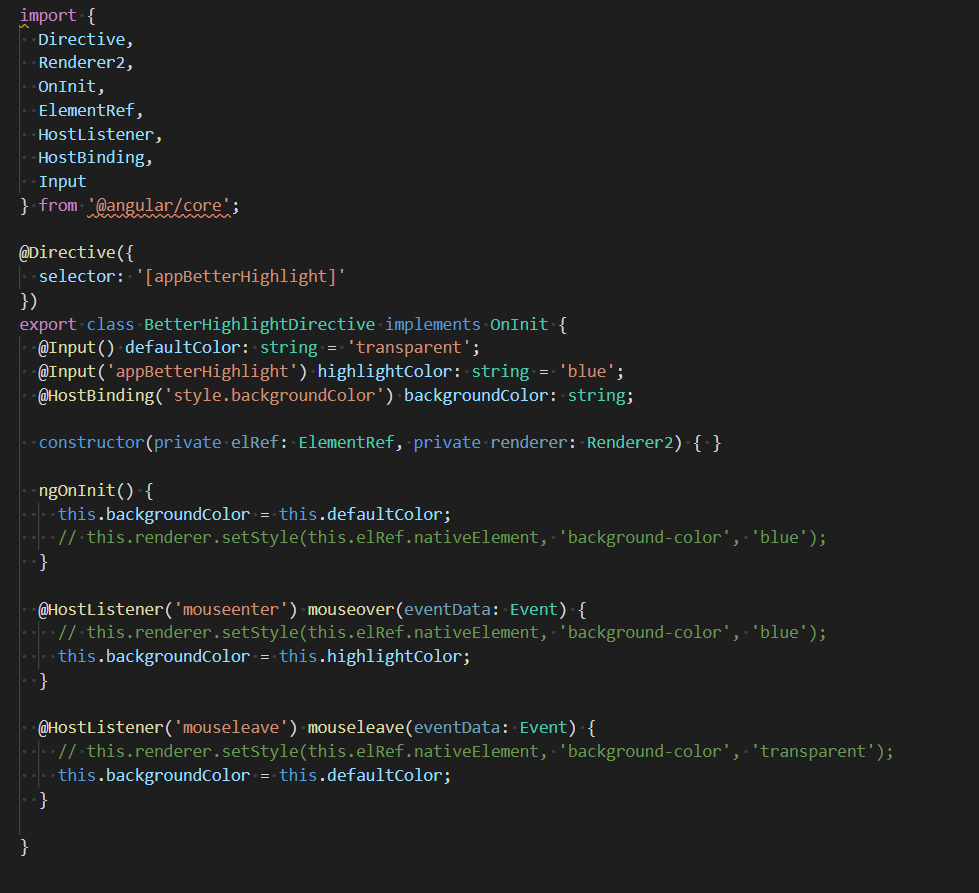 import {
  Directive,
  Renderer2,
  OnInit,
  ElementRef,
  HostListener,
  HostBinding,
  Input
} from '@angular/core';

@Directive({
  selector: '[appBetterHighlight]'
})
export class BetterHighlightDirective implements OnInit {
  @Input() defaultColor: string = 'transparent';
  @Input('appBetterHighlight') highlightColor: string = 'blue';
  @HostBinding('style.backgroundColor') backgroundColor: string;

  constructor(private elRef: ElementRef, private renderer: Renderer2) { }

  ngOnInit() {
    this.backgroundColor = this.defaultColor;
    // this.renderer.setStyle(this.elRef.nativeElement, 'background-color', 'blue');
  }

  @HostListener('mouseenter') mouseover(eventData: Event) {
    // this.renderer.setStyle(this.elRef.nativeElement, 'background-color', 'blue');
    this.backgroundColor = this.highlightColor;
  }

  @HostListener('mouseleave') mouseleave(eventData: Event) {
    // this.renderer.setStyle(this.elRef.nativeElement, 'background-color', 'transparent');
    this.backgroundColor = this.defaultColor;
  }

}